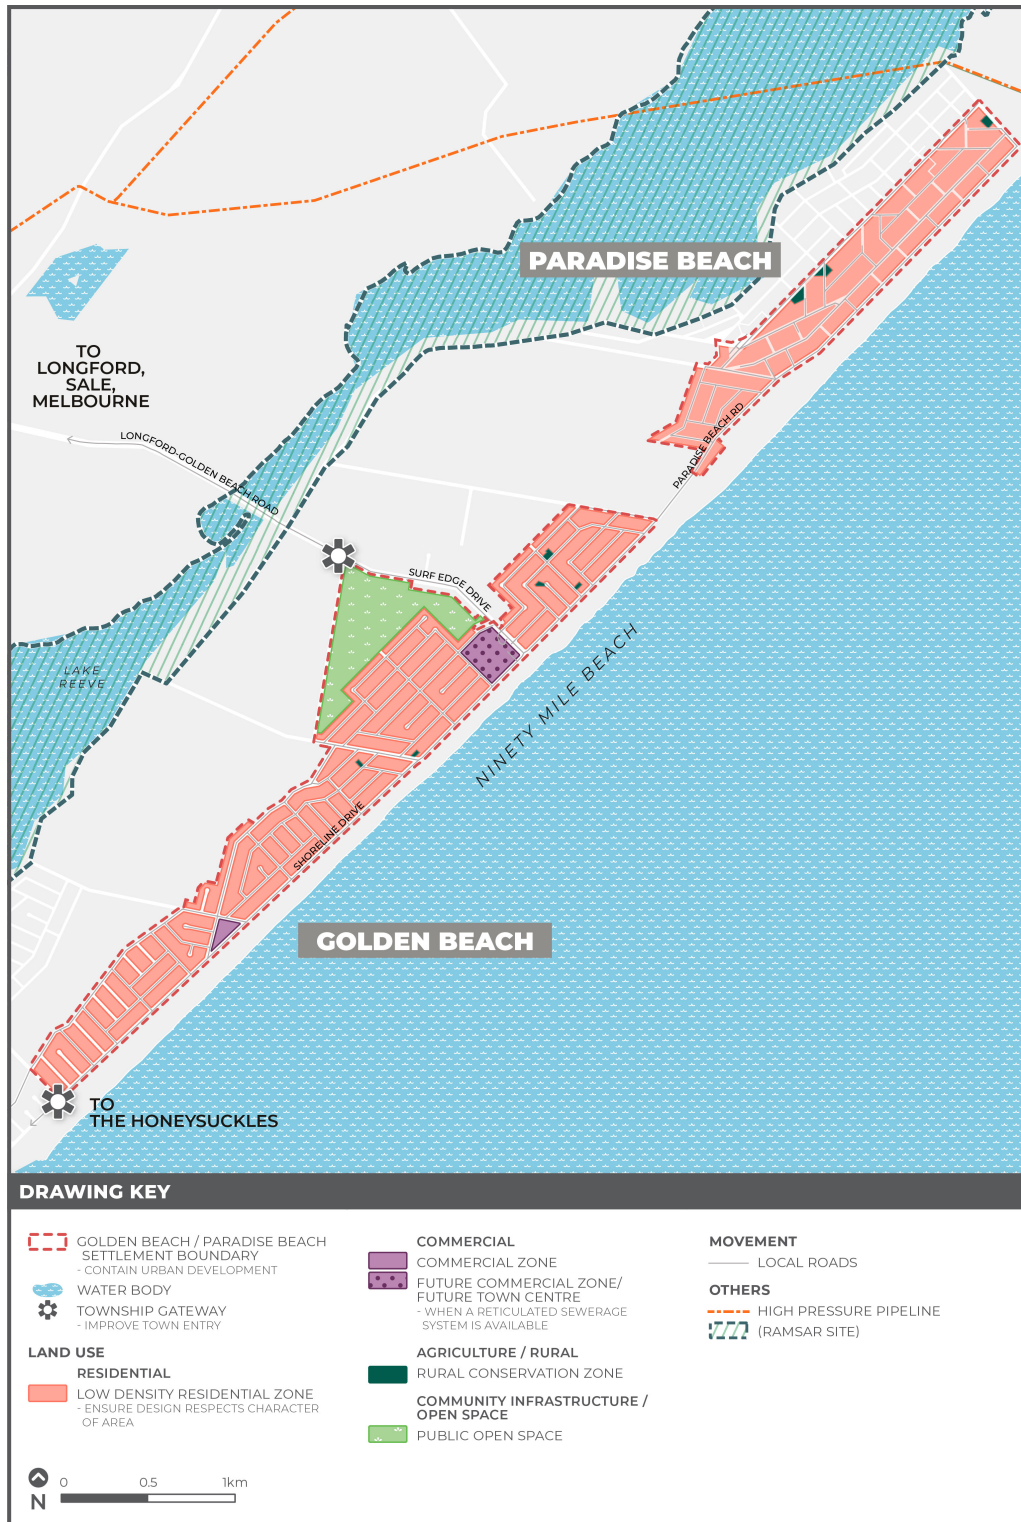 PARADISE BEACH
TO
LONGFORD,
SALE,
MELBOURNE
LONGFORD-GOLDEN BEACH ROAD
PARADISE BEACH RD
SURF EDGE DRIVE
LAKE
REEVE
NINETY MILE BEACH
SHORELINE DRIVE
GOLDEN BEACH
TO
THE HONEYSUCKLES
DRAWING KEY
GOLDEN BEACH / PARADISE BEACH
SETTLEMENT BOUNDARY
- CONTAIN URBAN DEVELOPMENT
WATER BODY
TOWNSHIP GATEWAY
- IMPROVE TOWN ENTRY
LAND USE
RESIDENTIAL
LOW DENSITY RESIDENTIAL ZONE
- ENSURE DESIGN RESPECTS CHARACTER
OF AREA
COMMERCIAL
COMMERCIAL ZONE
FUTURE COMMERCIAL ZONE/
FUTURE TOWN CENTRE
- WHEN A RETICULATED SEWERAGE
SYSTEM IS AVAILABLE
AGRICULTURE / RURAL
RURAL CONSERVATION ZONE
COMMUNITY INFRASTRUCTURE /
OPEN SPACE
PUBLIC OPEN SPACE
MOVEMENT
LOCAL ROADS
OTHERS
HIGH PRESSURE PIPELINE
(RAMSAR SITE)
N
0 0.5 1km